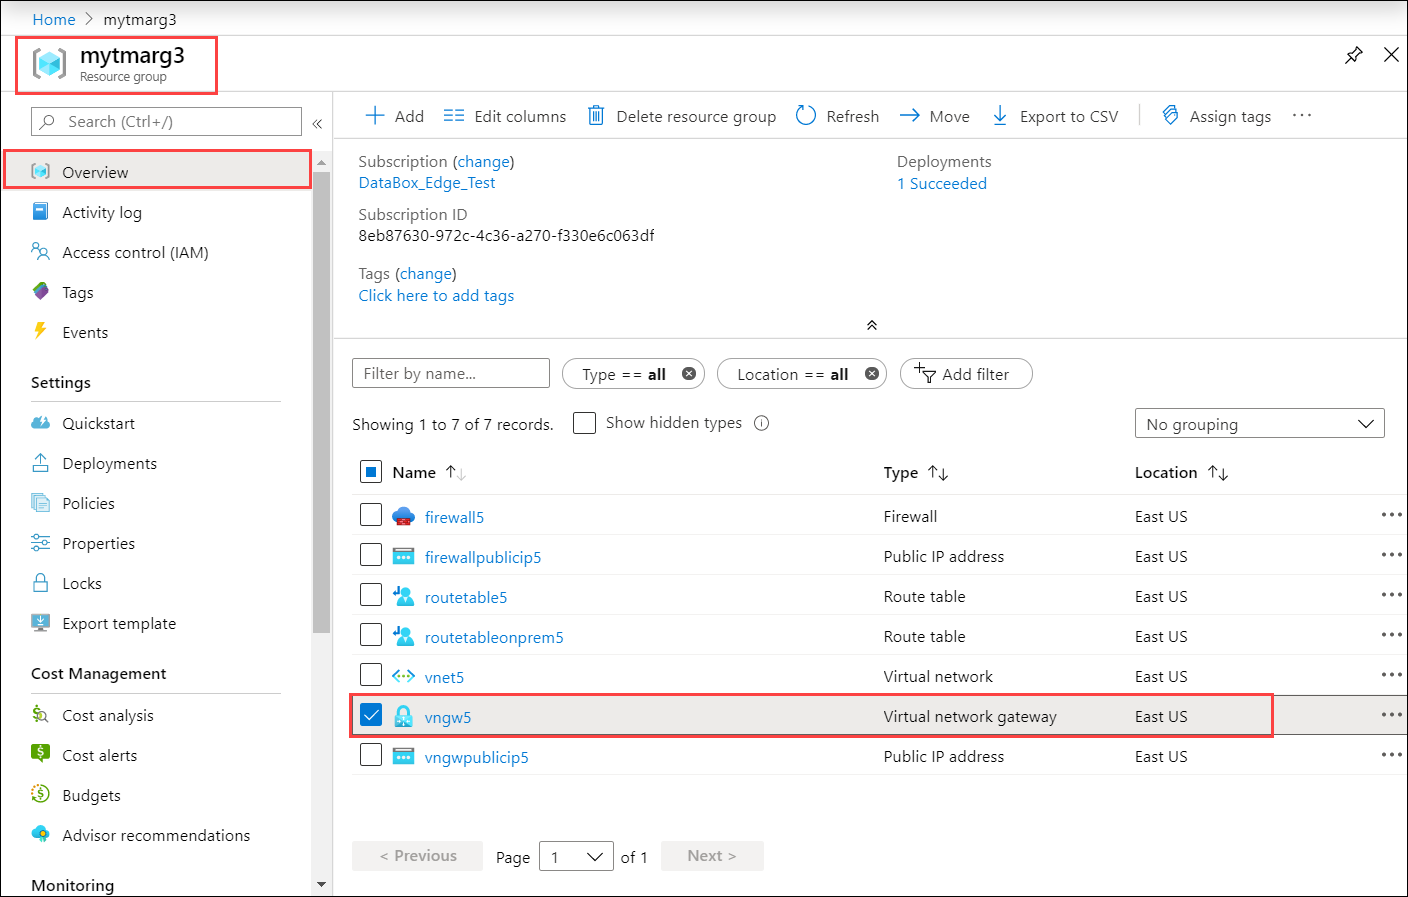 Home > mytmarg3
mytmarg3
Resource group
Search (Ctrl+/)
«
Overview
Activity log
Access control (IAM)
Tags
Events
Settings
Quickstart
Deployments
Policies
Properties
Locks
Export template
Cost Management
Cost analysis
Cost alerts
Budgets
Advisor recommendations
Monitoring
Add Edit columns Delete resource group Refresh Move Export to CSV Assign tags ...
Subscription (change)
DataBox_Edge_Test
Deployments
1 Succeeded
Subscription ID
8eb87630-972c-4c36-a270-f330e6c063df
Tags (change)
Click here to add tags
Filter by name... Type == all Location == all Add filter
Showing 1 to 7 of 7 records. Show hidden types
No grouping
Name Type Location
firewall5 Firewall East US ...
firewallpublicip5 Public IP address East US ...
routetable5 Route table East US ...
routetableonprem5 Route table East US ...
vnet5 Virtual network East US ...
vngw5 Virtual network gateway East US ...
vngwpublicip5 Public IP address East US ...
< Previous Page 1 of 1 Next >